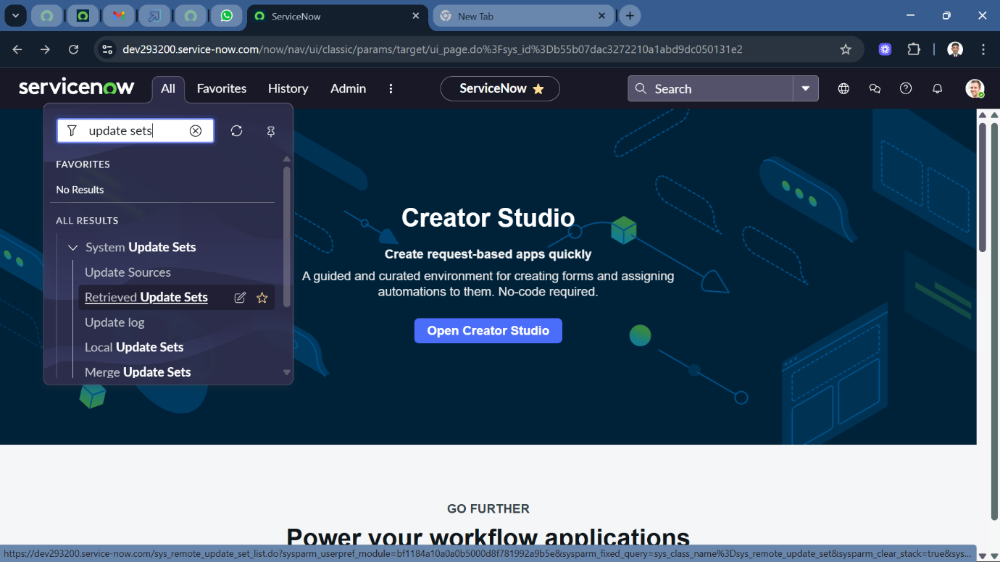 ServiceNow
New Tab
dev293200.service-now.com/now/nav/ui/classic/params/target/ui_page.do%3Fsys_id%3Db55b07dac3272210a1abd9dc050131e2
servicenow
All
Favorites
History
Admin
ServiceNow
Search
update sets
FAVORITES
No Results
ALL RESULTS
System Update Sets
Update Sources
Retrieved Update Sets
Update log
Local Update Sets
Merge Update Sets
Creator Studio
Create request-based apps quickly
A guided and curated environment for creating forms and assigning
automations to them. No-code required.
Open Creator Studio
GO FURTHER
Power your workflow applications
https://dev293200.service-now.com/sys_remote_update_set_list.do?sysparm_userpref_module=bf1184a10a0a0b5000d8f781992a9b5e&sysparm_fixed_query=sys_class_name%3Dsys_remote_update_set&sysparm_clear_stack=true&sys...